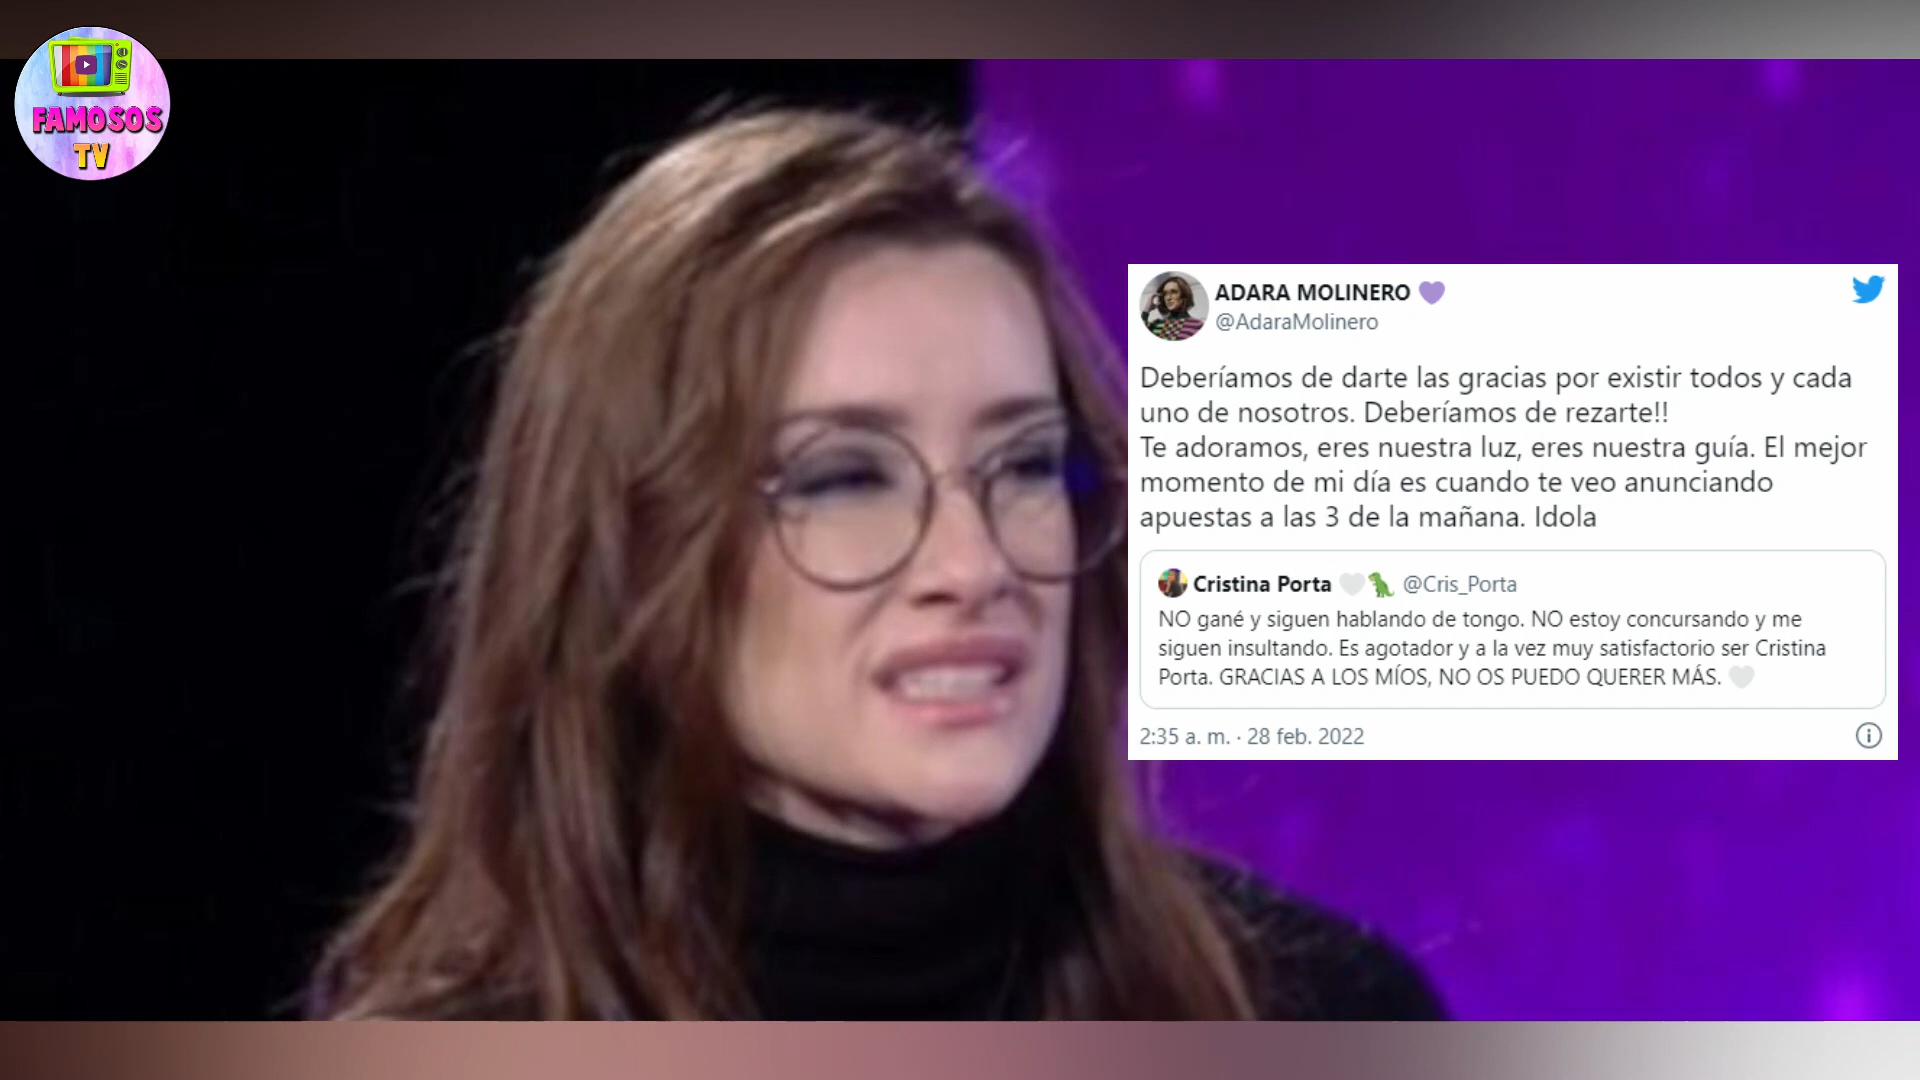 FAMOSOS
TV
ADARA MOLINERO 💜
@AdaraMolinero
Deberíamos de darte las gracias por existir todos y cada
uno de nosotros. Deberíamos de rezarte!!
Te adoramos, eres nuestra luz, eres nuestra guía. El mejor
momento de mi día es cuando te veo anunciando
apuestas a las 3 de la mañana. Idola
Cristina Porta 🤍🦖 @Cris_Porta
NO gané y siguen hablando de tongo. NO estoy concursando y me
siguen insultando. Es agotador y a la vez muy satisfactorio ser Cristina
Porta. GRACIAS A LOS MÍOS, NO OS PUEDO QUERER MÁS. 🤍
2:35 a. m. · 28 feb. 2022